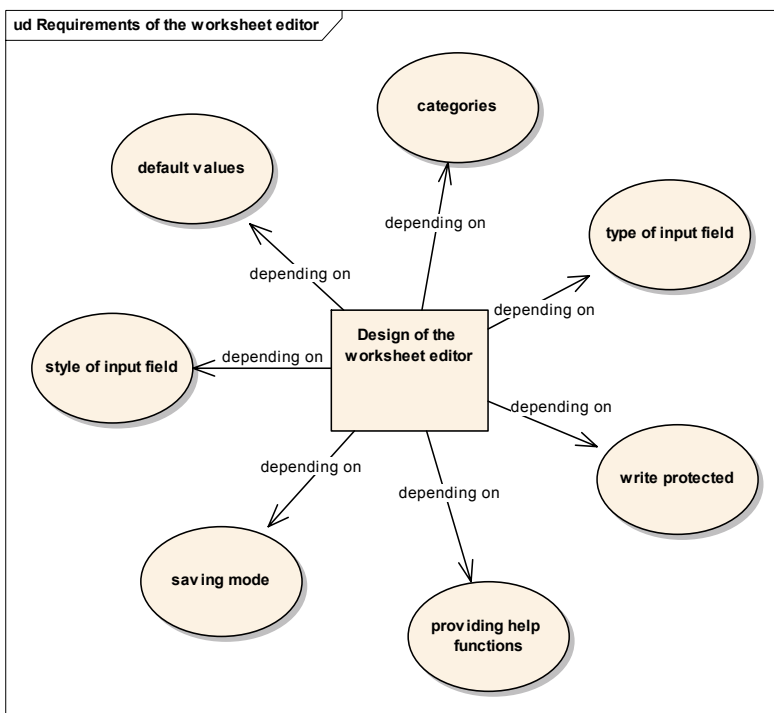 ud Requirements of the worksheet editor
categories
default values
depending on
type of input field
depending on
depending on
Design of the
worksheet editor
depending on
style of input field
depending on
depending on
write protected
depending on
saving mode
providing help
functions